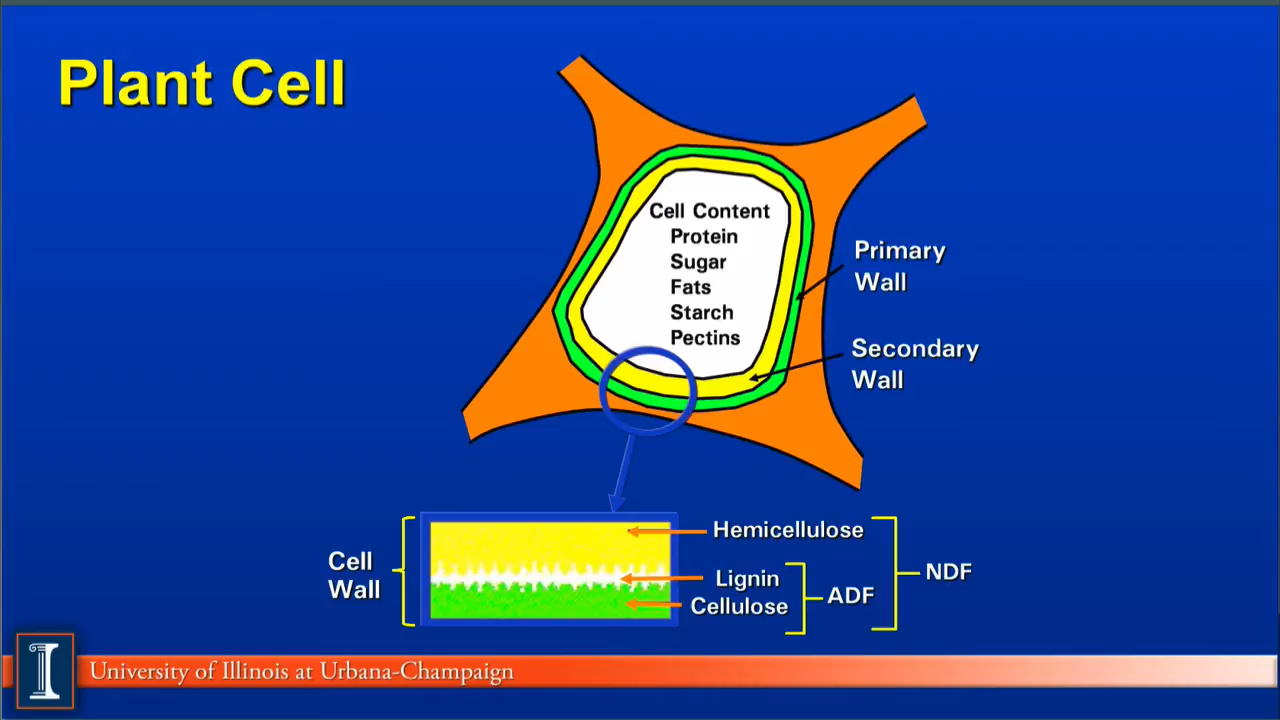 Plant Cell
Cell Content
Protein
Sugar
Fats
Starch
Pectins
Primary
Wall
Secondary
Wall
Cell
Wall
Hemicellulose
Lignin
Cellulose
ADF
NDF
I
University of Illinois at Urbana-Champaign